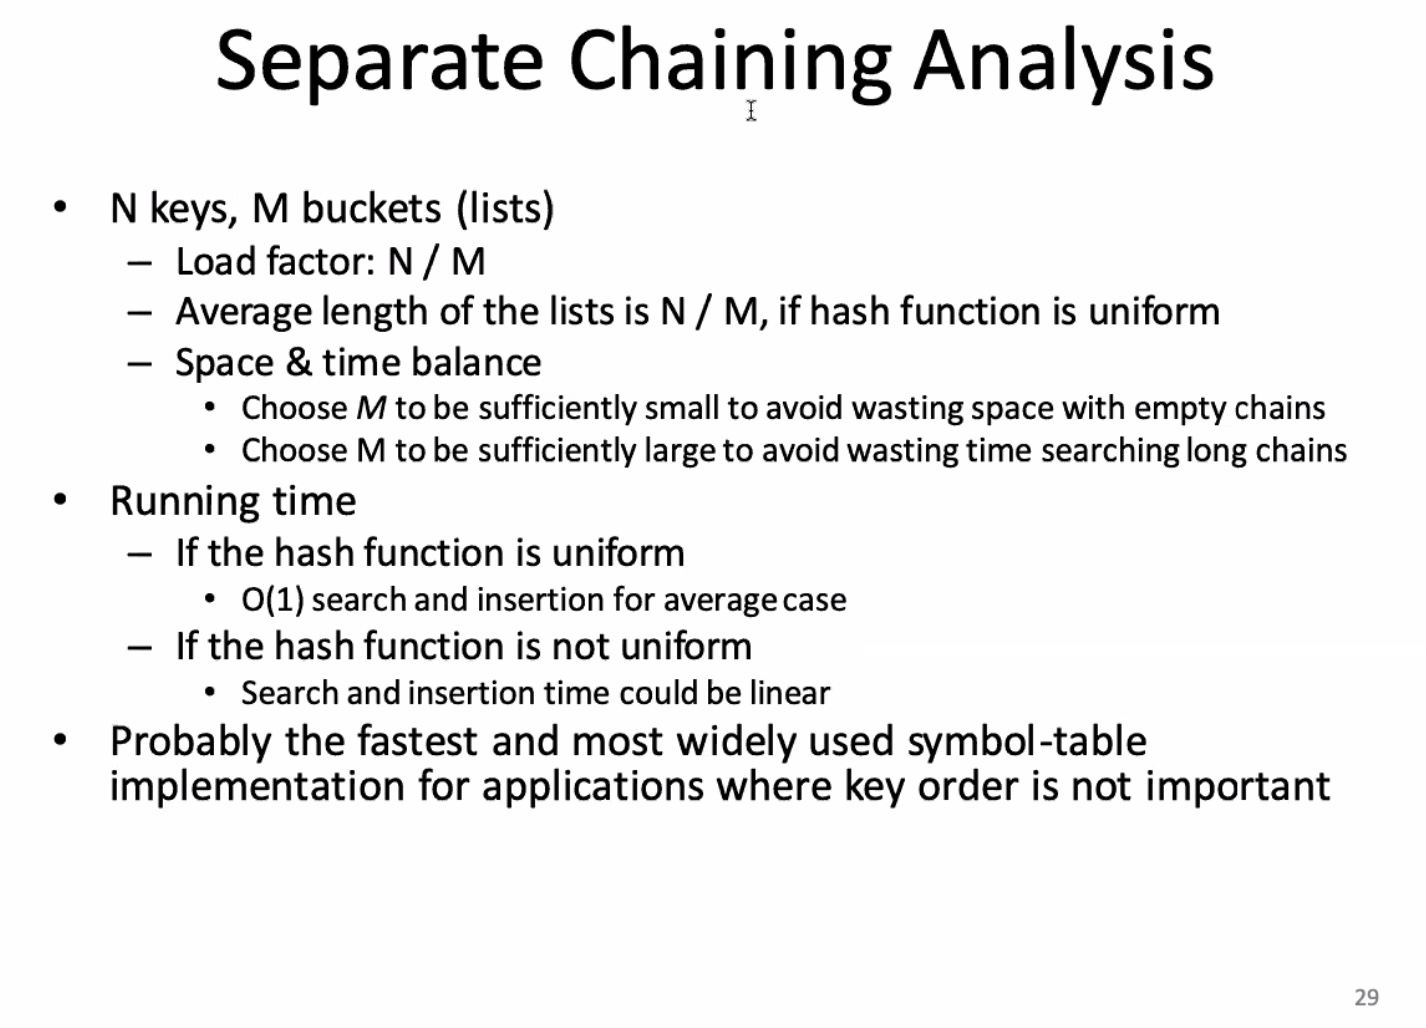 Separate Chaining Analysis
• N keys, M buckets (lists)
– Load factor: N / M
– Average length of the lists is N / M, if hash function is uniform
– Space & time balance
• Choose M to be sufficiently small to avoid wasting space with empty chains
• Choose M to be sufficiently large to avoid wasting time searching long chains
• Running time
– If the hash function is uniform
• O(1) search and insertion for average case
– If the hash function is not uniform
• Search and insertion time could be linear
• Probably the fastest and most widely used symbol-table
implementation for applications where key order is not important
29